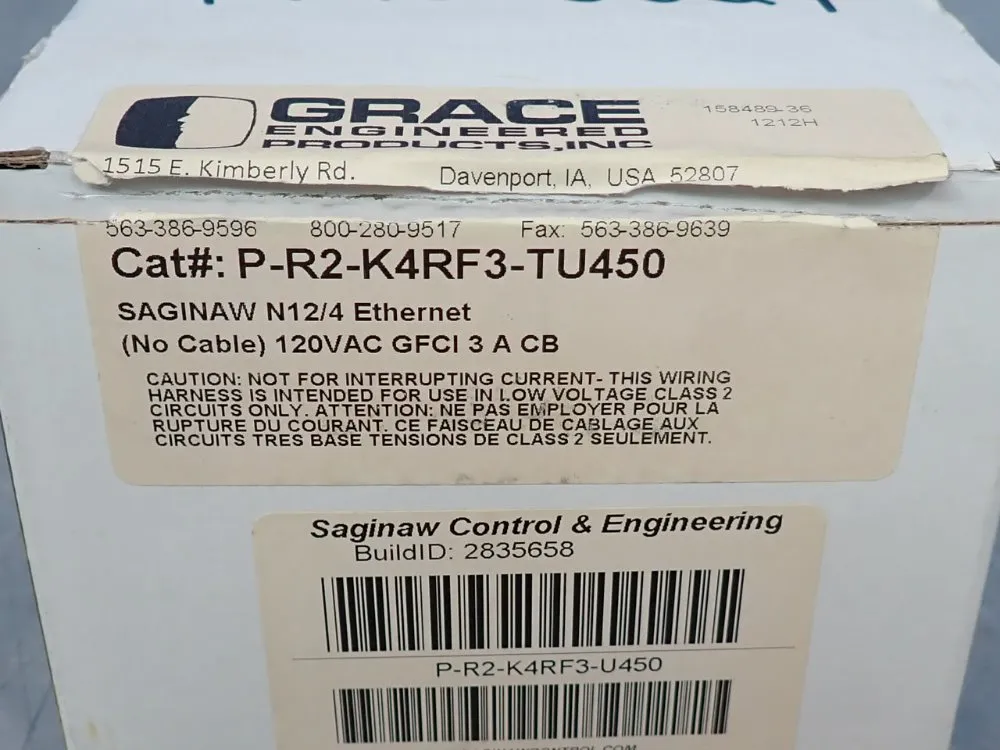 GRACE
ENGINEERED
PRODUCTS, INC
158489-36
1212H
1515 E. Kimberly Rd. Davenport, IA, USA 52807
563-386-9596 800-280-9517 Fax: 563-386-9639
Cat#: P-R2-K4RF3-TU450
SAGINAW N12/4 Ethernet
(No Cable) 120VAC GFCI 3 A CB
CAUTION: NOT FOR INTERRUPTING CURRENT- THIS WIRING
HARNESS IS INTENDED FOR USE IN LOW VOLTAGE CLASS 2
CIRCUITS ONLY. ATTENTION: NE PAS EMPLOYER POUR LA
RUPTURE DU COURANT. CE FAISCEAU DE CABLAGE AUX
CIRCUITS TRES BASE TENSIONS DE CLASS 2 SEULEMENT.
Saginaw Control & Engineering
BuildID: 2835658
P-R2-K4RF3-U450